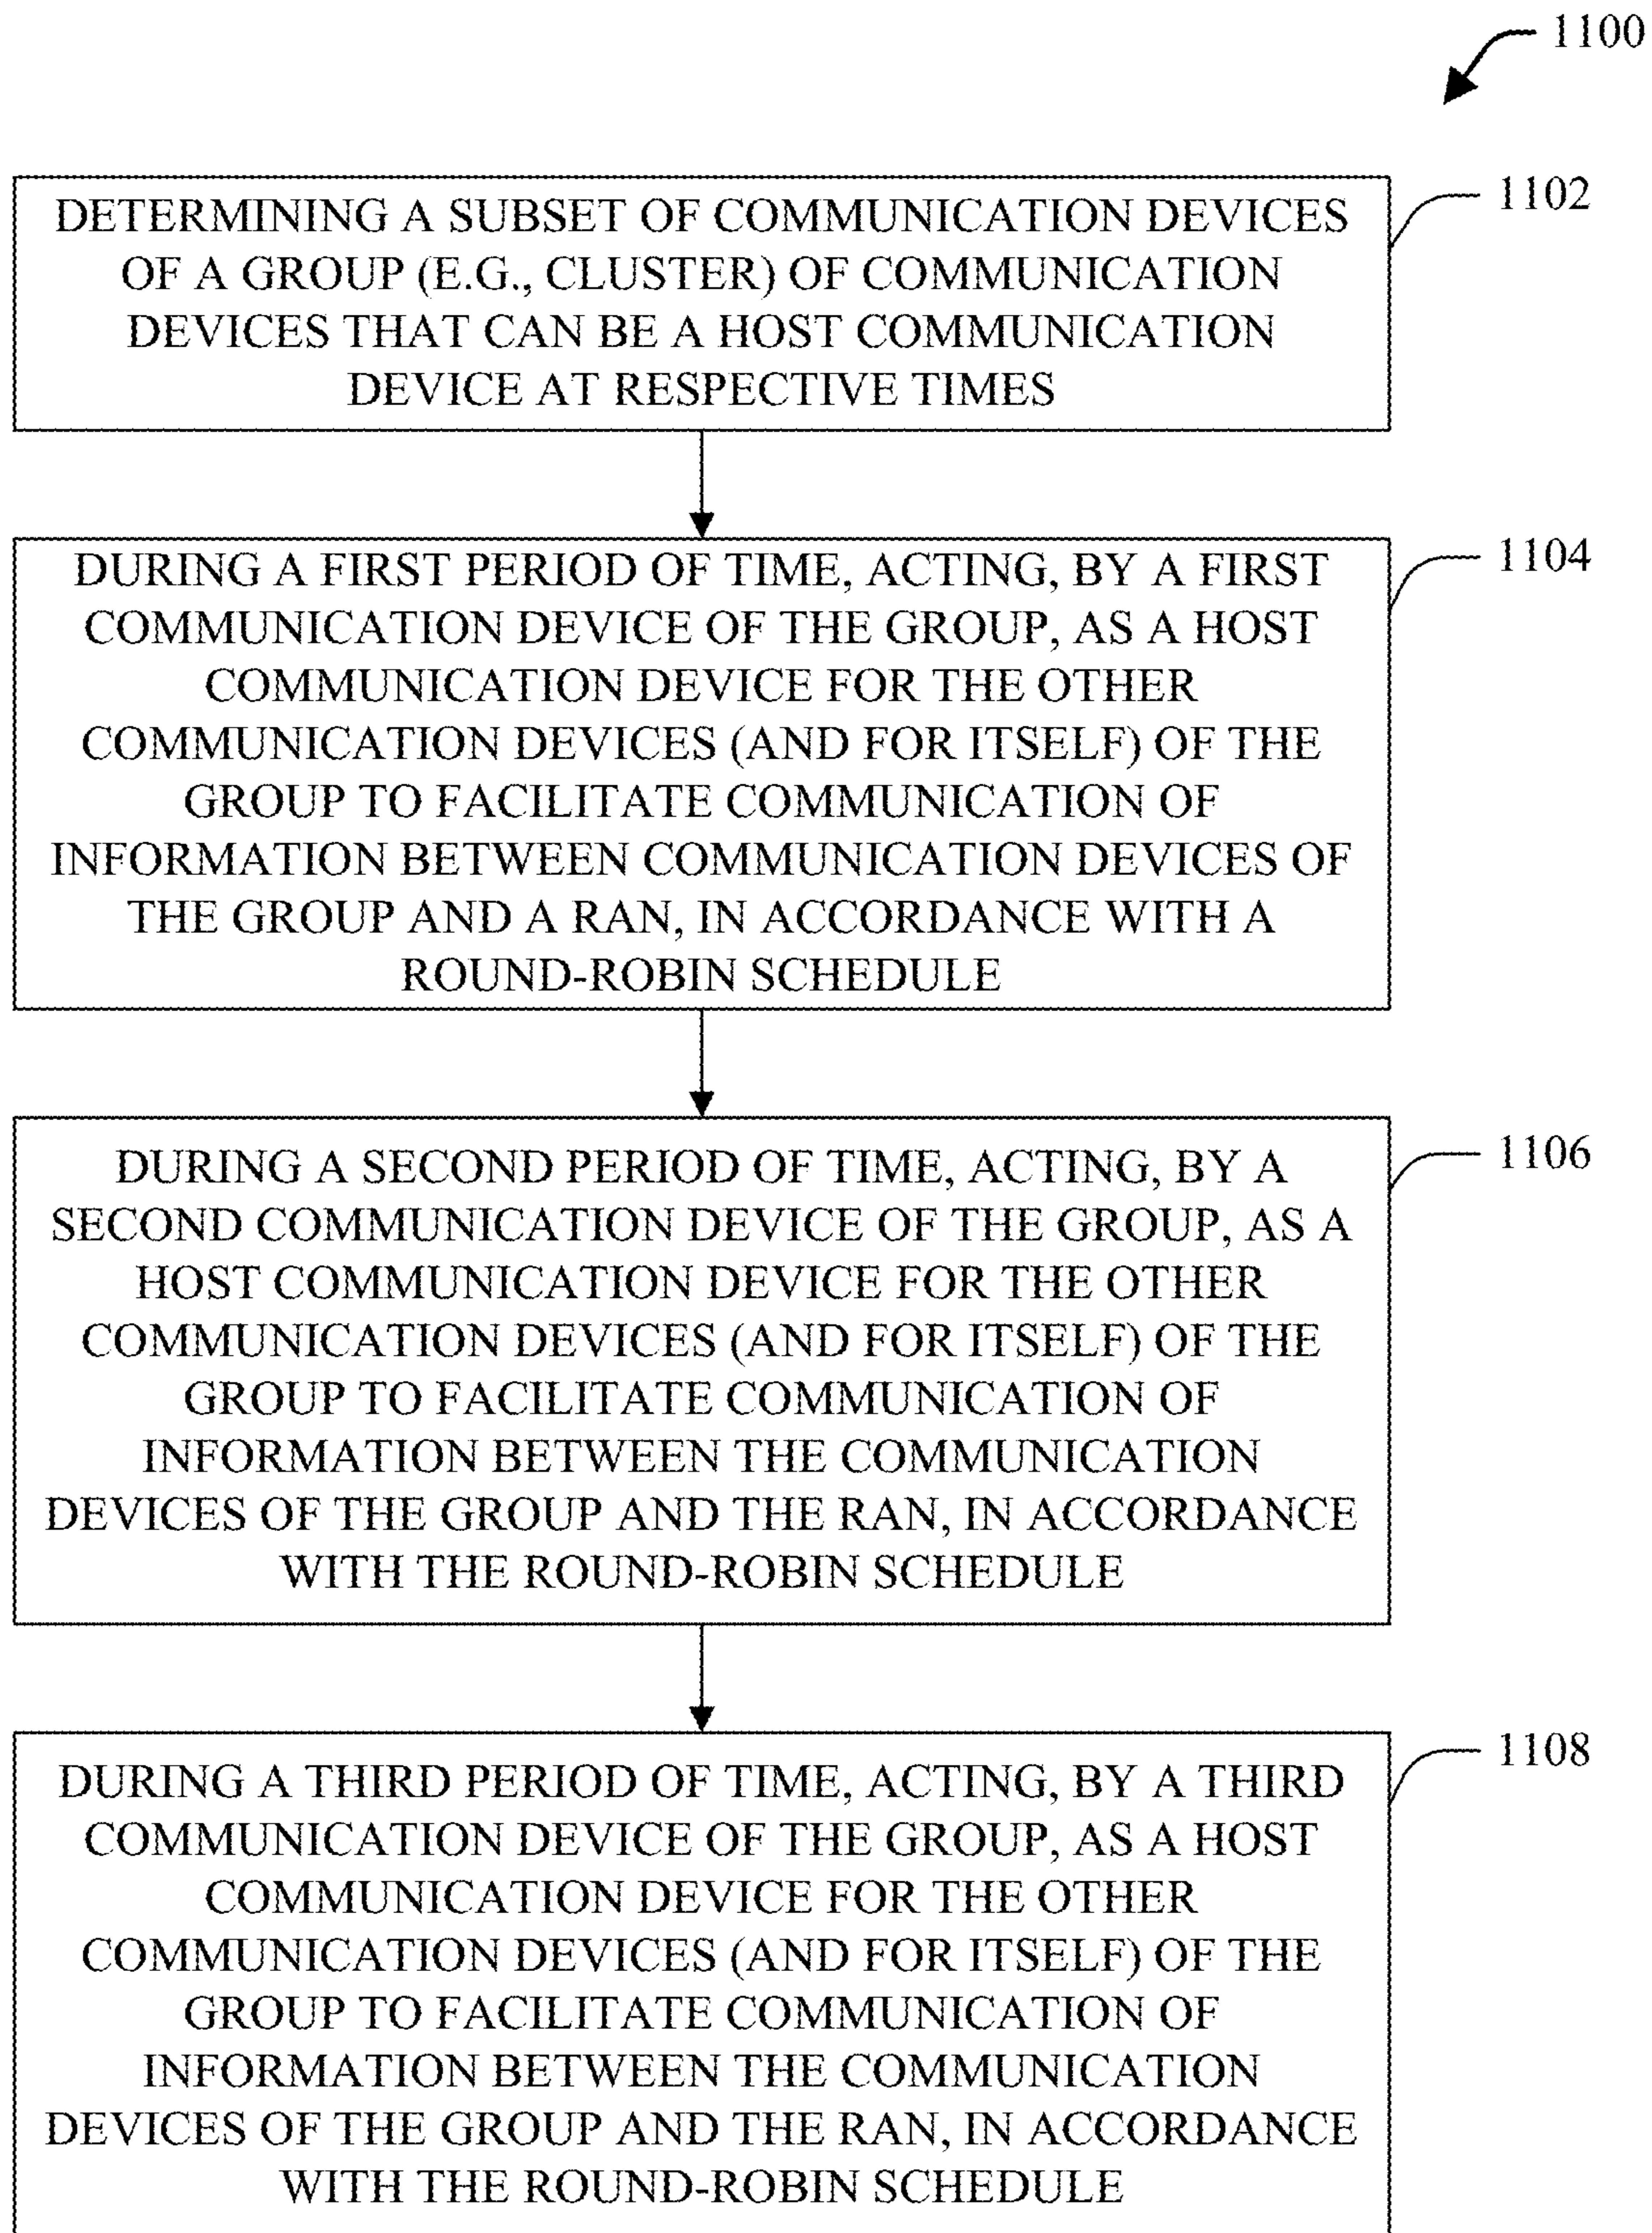 1100
1102
DETERMINING A SUBSET OF COMMUNICATION DEVICES
OF A GROUP (E.G., CLUSTER) OF COMMUNICATION
DEVICES THAT CAN BE A HOST COMMUNICATION
DEVICE AT RESPECTIVE TIMES
1104
DURING A FIRST PERIOD OF TIME, ACTING, BY A FIRST
COMMUNICATION DEVICE OF THE GROUP, AS A HOST
COMMUNICATION DEVICE FOR THE OTHER
COMMUNICATION DEVICES (AND FOR ITSELF) OF THE
GROUP TO FACILITATE COMMUNICATION OF
INFORMATION BETWEEN COMMUNICATION DEVICES OF
THE GROUP AND A RAN, IN ACCORDANCE WITH A
ROUND-ROBIN SCHEDULE
1106
DURING A SECOND PERIOD OF TIME, ACTING, BY A
SECOND COMMUNICATION DEVICE OF THE GROUP, AS A
HOST COMMUNICATION DEVICE FOR THE OTHER
COMMUNICATION DEVICES (AND FOR ITSELF) OF THE
GROUP TO FACILITATE COMMUNICATION OF
INFORMATION BETWEEN THE COMMUNICATION
DEVICES OF THE GROUP AND THE RAN, IN ACCORDANCE
WITH THE ROUND-ROBIN SCHEDULE
1108
DURING A THIRD PERIOD OF TIME, ACTING, BY A THIRD
COMMUNICATION DEVICE OF THE GROUP, AS A HOST
COMMUNICATION DEVICE FOR THE OTHER
COMMUNICATION DEVICES (AND FOR ITSELF) OF THE
GROUP TO FACILITATE COMMUNICATION OF
INFORMATION BETWEEN THE COMMUNICATION
DEVICES OF THE GROUP AND THE RAN, IN ACCORDANCE
WITH THE ROUND-ROBIN SCHEDULE